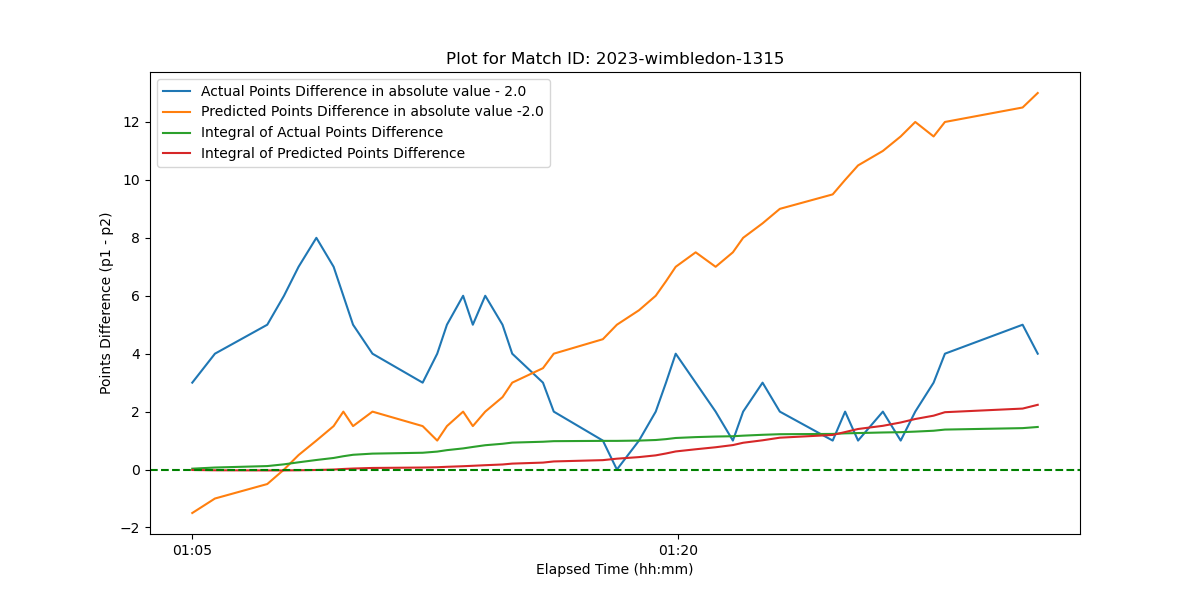 Plot for Match ID: 2023-wimbledon-1315
Actual Points Difference in absolute value - 2.0
Predicted Points Difference in absolute value -2.0
Integral of Actual Points Difference
Integral of Predicted Points Difference
Points Difference (p1 - p2)
12
10
8
6
4
2
0
−2
01:05
01:20
Elapsed Time (hh:mm)